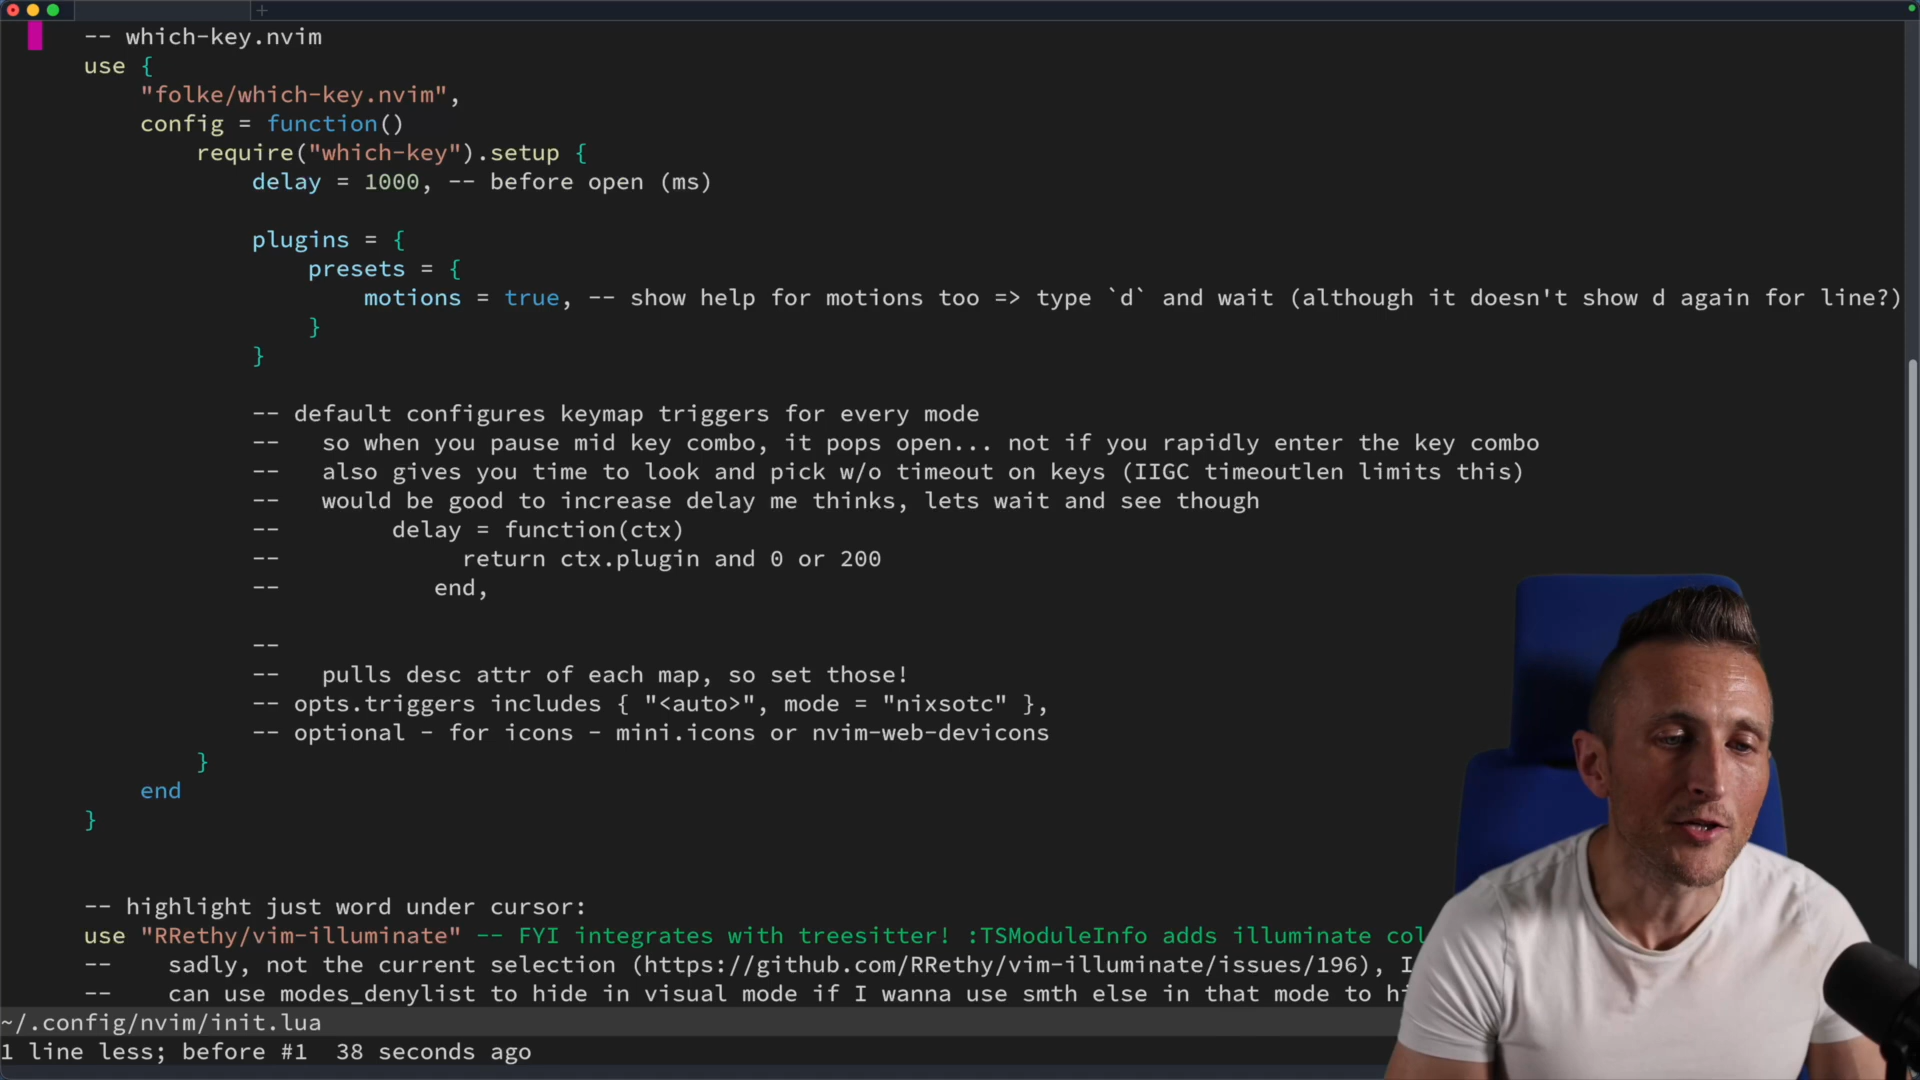 -- which-key.nvim
use {
"folke/which-key.nvim",
config = function()
require("which-key").setup {
delay = 1000, -- before open (ms)
plugins = {
presets = {
motions = true, -- show help for motions too => type `d` and wait (although it doesn't show d again for line?)
}
}
-- default configures keymap triggers for every mode
-- so when you pause mid key combo, it pops open... not if you rapidly enter the key combo
-- also gives you time to look and pick w/o timeout on keys (IIGC timeoutlen limits this)
-- would be good to increase delay me thinks, lets wait and see though
-- delay = function(ctx)
-- return ctx.plugin and 0 or 200
-- end,
--
-- pulls desc attr of each map, so set those!
-- opts.triggers includes { "<auto>", mode = "nixsotc" },
-- optional - for icons - mini.icons or nvim-web-devicons
}
end
}
-- highlight just word under cursor:
use "RRethy/vim-illuminate" -- FYI integrates with treesitter! :TSModuleInfo adds illuminate col
-- sadly, not the current selection (https://github.com/RRethy/vim-illuminate/issues/196), I
-- can use modes_denylist to hide in visual mode if I wanna use smth else in that mode to hi
~/.config/nvim/init.lua
1 line less; before #1 38 seconds ago